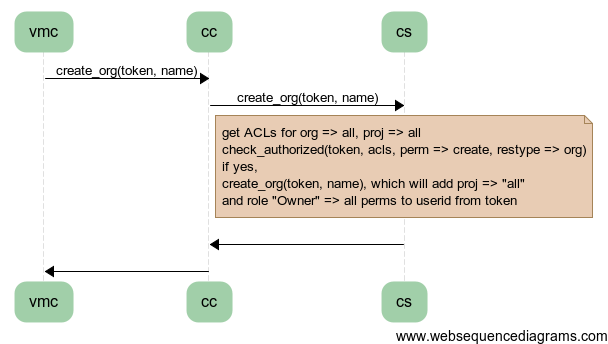 vmc
cc
cs
create_org(token, name)
create_org(token, name)
get ACLs for org => all, proj => all
check_authorized(token, acls, perm => create, restype => org)
if yes,
create_org(token, name), which will add proj => "all"
and role "Owner" => all perms to userid from token
vmc
cc
cs
www.websequencediagrams.com